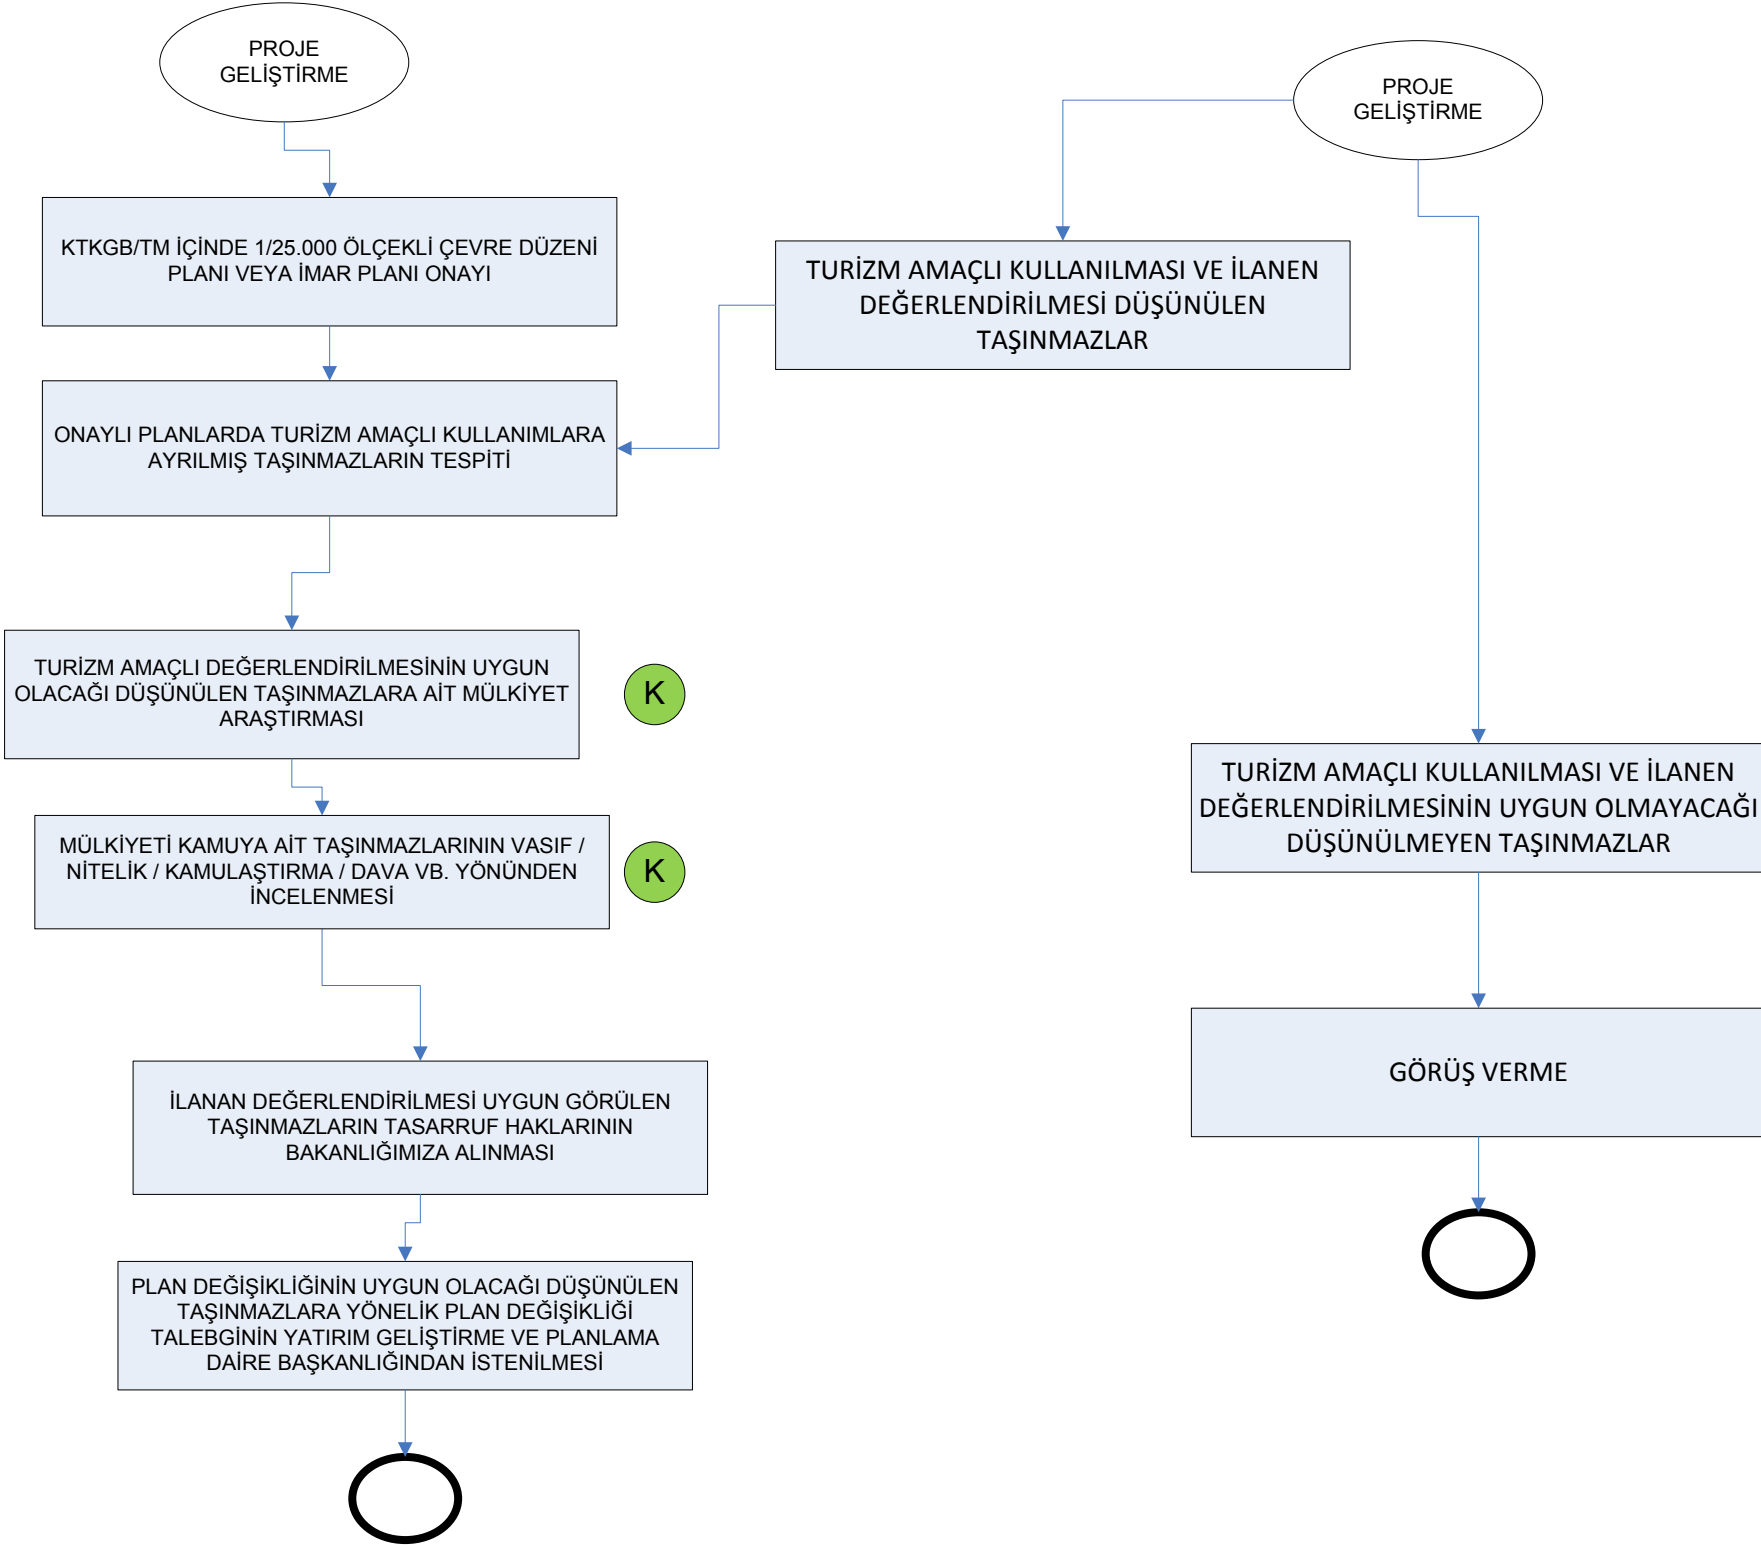 PROJE
GELİŞTİRME
KTKGB/TM İÇİNDE 1/25.000 ÖLÇEKLİ ÇEVRE DÜZENİ
PLANI VEYA İMAR PLANI ONAYI
ONAYLI PLANLARDA TURİZM AMAÇLI KULLANIMLARA
AYRILMIŞ TAŞINMAZLARIN TESPİTİ
TURİZM AMAÇLI DEĞERLENDİRİLMESİNİN UYGUN
OLACAĞI DÜŞÜNÜLEN TAŞINMAZLARA AİT MÜLKİYET
ARAŞTIRMASI
K
MÜLKİYETİ KAMUYA AİT TAŞINMAZLARININ VASIF /
NİTELİK / KAMULAŞTIRMA / DAVA VB. YÖNÜNDEN
İNCELENMESİ
K
İLANAN DEĞERLENDİRİLMESİ UYGUN GÖRÜLEN
TAŞINMAZLARIN TASARRUF HAKLARININ
BAKANLIĞIMIZA ALINMASI
PLAN DEĞİŞİKLİĞİNİN UYGUN OLACAĞI DÜŞÜNÜLEN
TAŞINMAZLARA YÖNELİK PLAN DEĞİŞİKLİĞİ
TALEBGİNİN YATIRIM GELİŞTİRME VE PLANLAMA
DAİRE BAŞKANLIĞINDAN İSTENİLMESİ
PROJE
GELİŞTİRME
TURİZM AMAÇLI KULLANILMASI VE İLANEN
DEĞERLENDİRİLMESİ DÜŞÜNÜLEN
TAŞINMAZLAR
TURİZM AMAÇLI KULLANILMASI VE İLANEN
DEĞERLENDİRİLMESİNİN UYGUN OLMAYACAĞI
DÜŞÜNÜLMEYEN TAŞINMAZLAR
GÖRÜŞ VERME